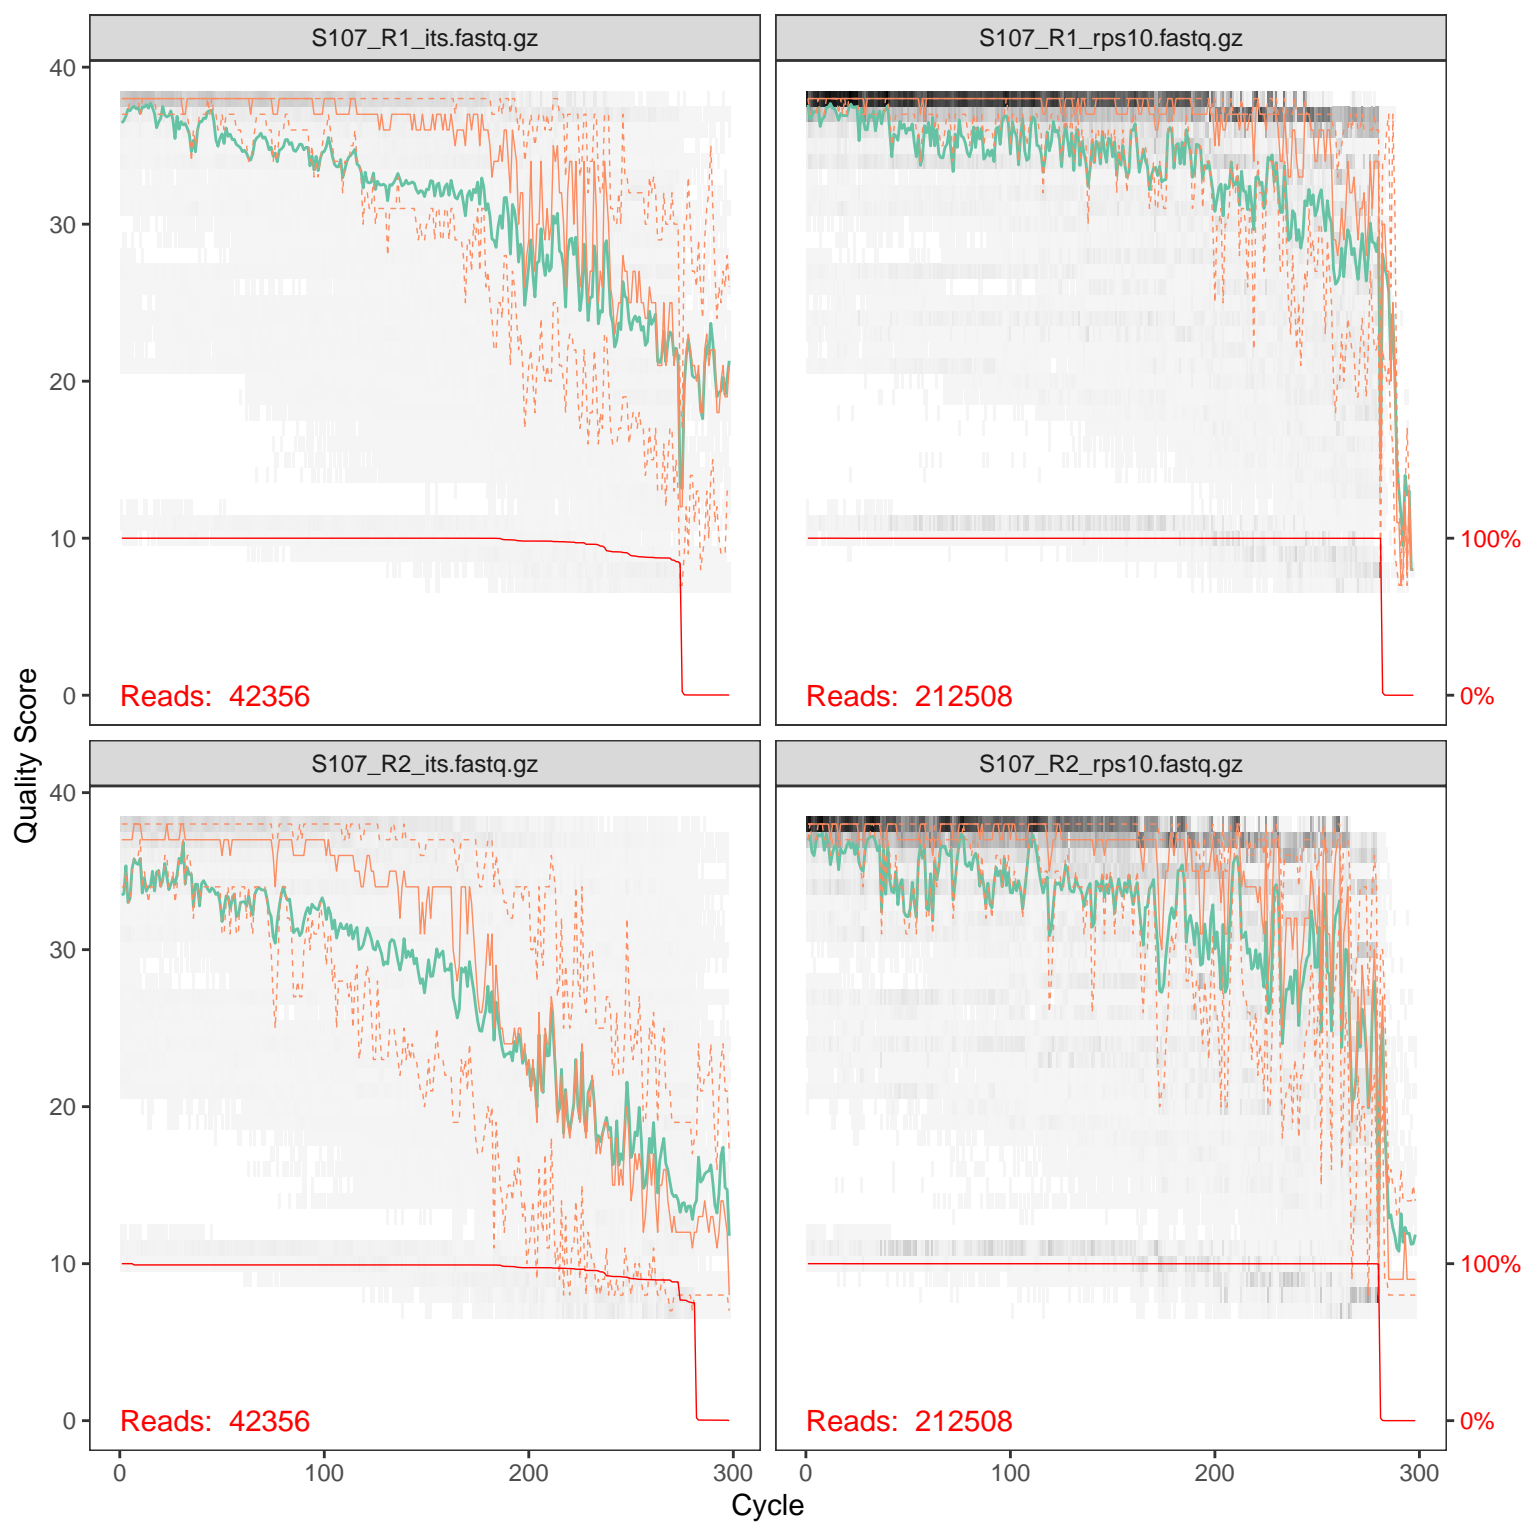 S107_R1_its.fastq.gz
S107_R1_rps10.fastq.gz
40
30
20
10
0
100%
0%
Reads: 42356
Reads: 212508
Quality Score
S107_R2_its.fastq.gz
S107_R2_rps10.fastq.gz
40
30
20
10
0
100%
0%
Reads: 42356
Reads: 212508
0 100 200 300
0 100 200 300
Cycle